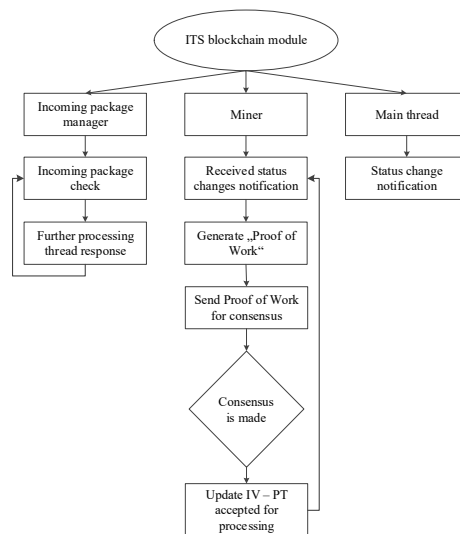 ITS blockchain module
Incoming package
manager
Miner
Main thread
Incoming package
check
Received status
changes notification
Status change
notification
Further processing
thread response
Generate „Proof of
Work“
Send Proof of Work
for consensus
Consensus
is made
Update IV – PT
accepted for
processing